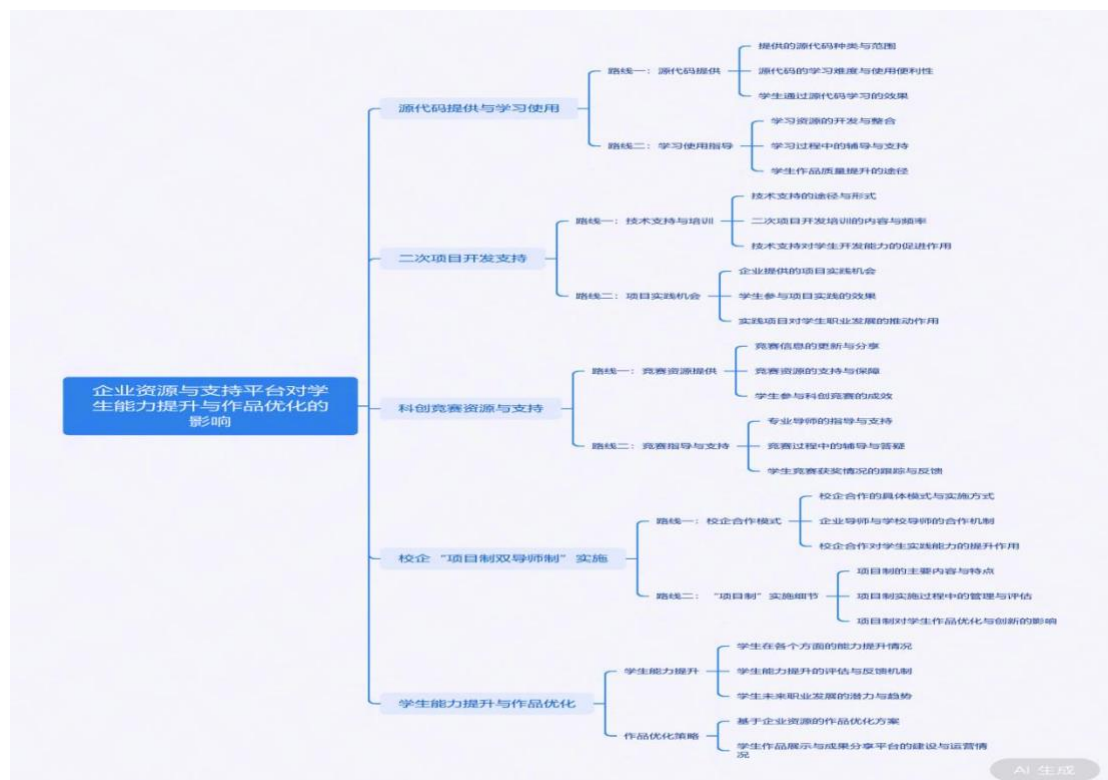 企业资源与支持平台对学
生能力提升与作品优化的
影响
源代码提供与学习使用
路线一：源代码提供
提供的源代码种类与范围
源代码的学习难度与使用便利性
学生通过源代码学习的效果
路线二：学习使用指导
学习资源的开发与整合
学习过程中的辅导与支持
学生作品质量提升的途径
二次项目开发支持
路线一：技术支持与培训
技术支持的途径与形式
二次项目开发培训的内容与频率
技术支持对学生开发能力的促进作用
路线二：项目实践机会
企业提供的项目实践机会
学生参与项目实践的效果
实践项目对学生职业发展的推动作用
科创竞赛资源与支持
路线一：竞赛资源提供
竞赛信息的更新与分享
竞赛资源的支持与保障
学生参与科创竞赛的成效
路线二：竞赛指导与支持
专业导师的指导与支持
竞赛过程中的辅导与答疑
学生竞赛获奖情况的跟踪与反馈
校企“项目制双导师制”实施
路线一：校企合作模式
校企合作的具体模式与实施方式
企业导师与学校导师的合作机制
校企合作对学生实践能力的提升作用
路线二：“项目制”实施细节
项目制的主要内容与特点
项目制实施过程中的管理与评估
项目制对学生作品优化与创新的影响
学生能力提升与作品优化
学生能力提升
学生在各个方面的能力提升情况
学生能力提升的评估与反馈机制
学生未来职业发展的潜力与趋势
作品优化策略
基于企业资源的作品优化方案
学生作品展示与成果分享平台的建设与运营情
况
AI 生成